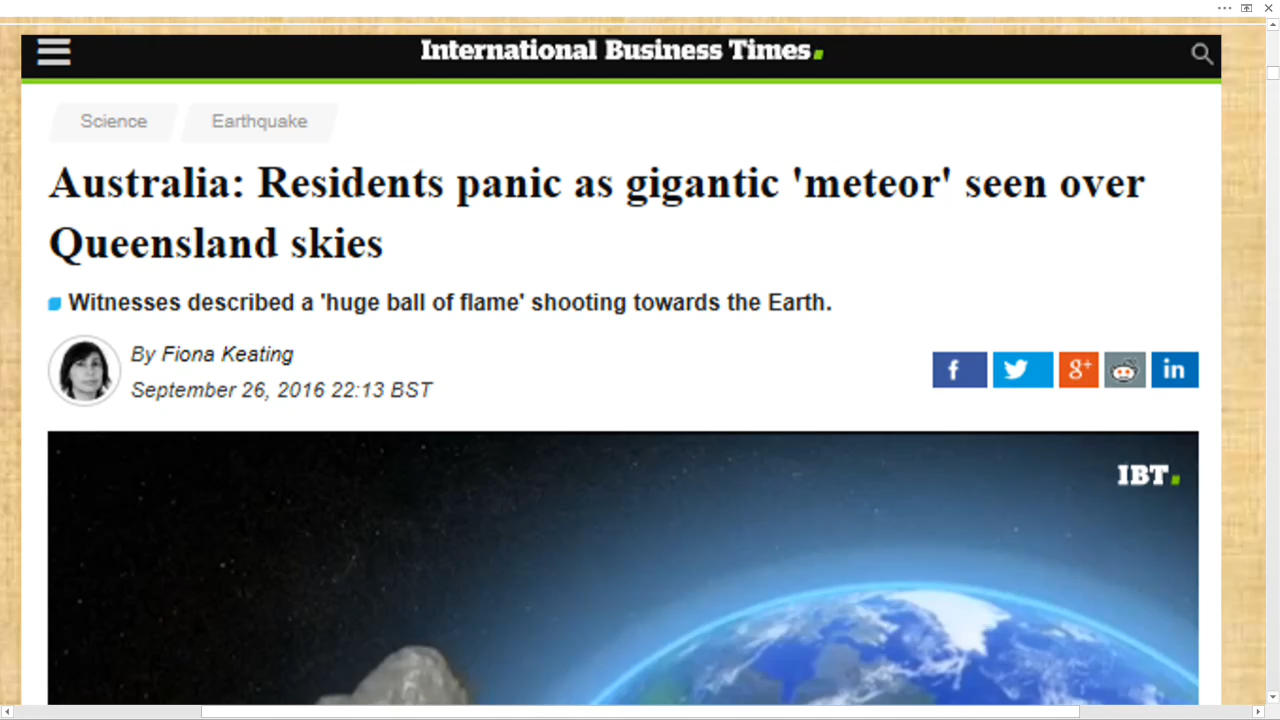 International Business Times
Science
Earthquake
Australia: Residents panic as gigantic 'meteor' seen over
Queensland skies
Witnesses described a 'huge ball of flame' shooting towards the Earth.
By Fiona Keating
September 26, 2016 22:13 BST
f
g+
in
IBT